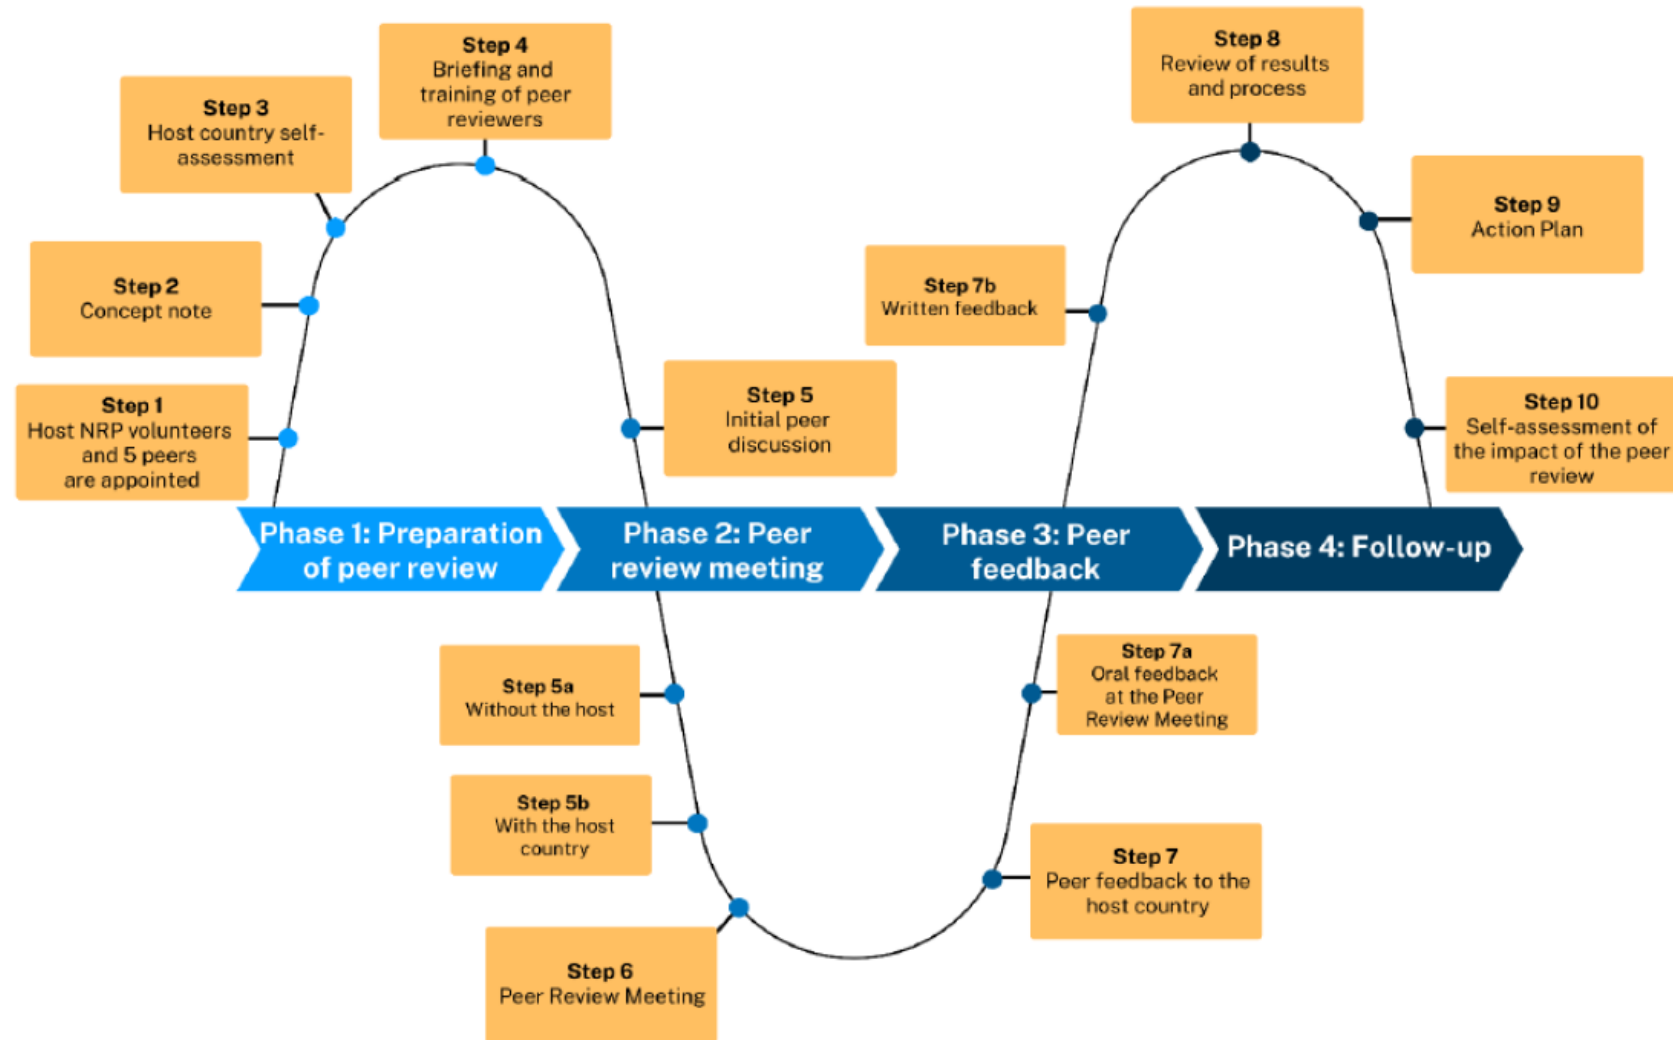 Step 1
Host NRP volunteers
and 5 peers
are appointed
Step 2
Concept note
Step 3
Host country self-
assessment
Step 4
Briefing and
training of peer
reviewers
Step 5
Initial peer
discussion
Phase 1: Preparation
of peer review
Phase 2: Peer
review meeting
Phase 3: Peer
feedback
Phase 4: Follow-up
Step 5a
Without the host
Step 5b
With the host
country
Step 6
Peer Review Meeting
Step 7
Peer feedback to the
host country
Step 7a
Oral feedback
at the Peer
Review Meeting
Step 7b
Written feedback
Step 8
Review of results
and process
Step 9
Action Plan
Step 10
Self-assessment of
the impact of the peer
review